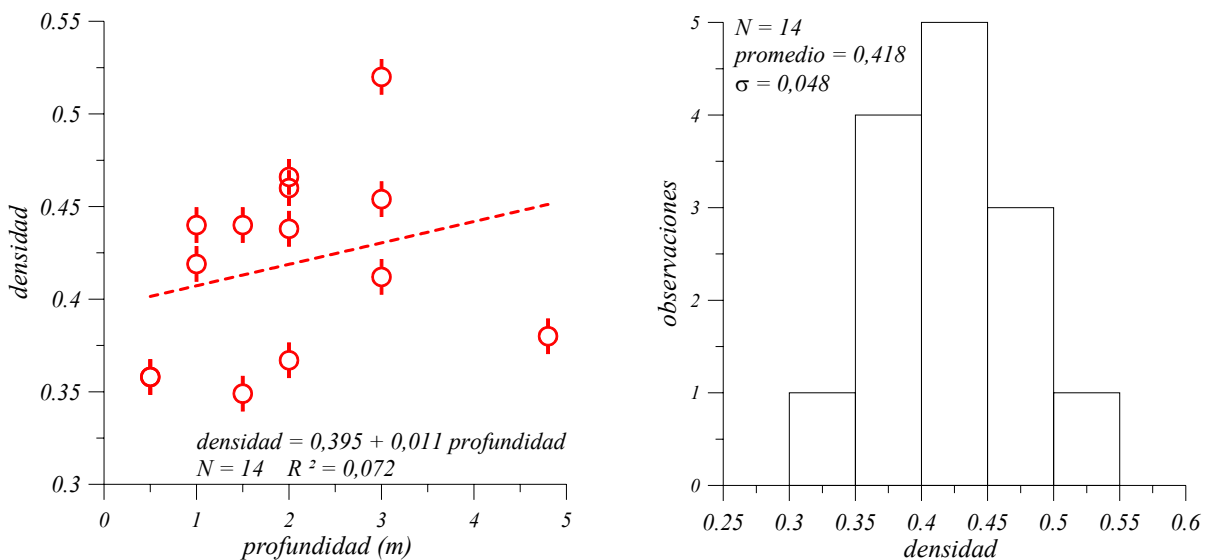 0.55
0.5
0.45
0.4
0.35
0.3
densidad
densidad = 0,395 + 0,011 profundidad
N = 14 R ² = 0,072
0 1 2 3 4 5
profundidad (m)
N = 14
promedio = 0,418
σ = 0,048
5
4
3
2
1
0
observaciones
0.25 0.3 0.35 0.4 0.45 0.5 0.55 0.6
densidad